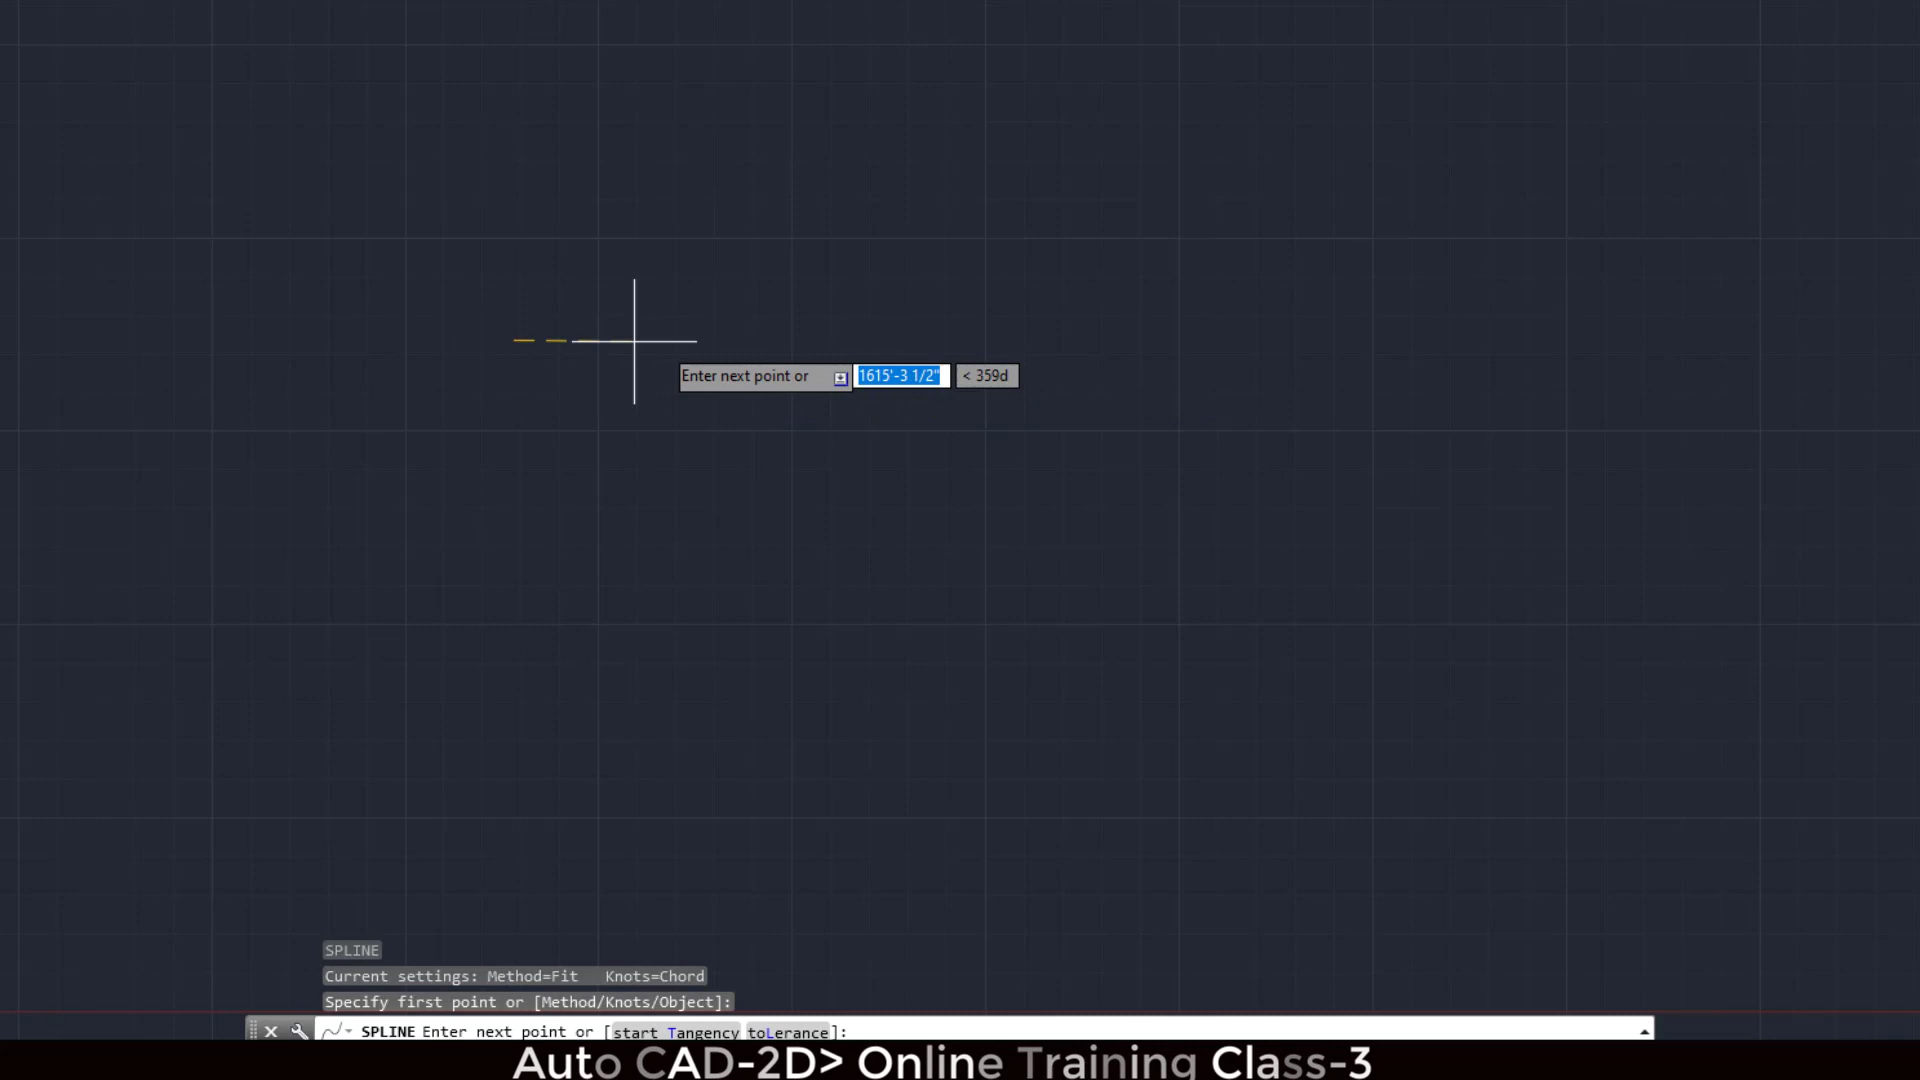 Enter next point or 1615'-3 1/2" < 359d
SPLINE
Current settings: Method=Fit Knots=Chord
Specify first point or [Method/Knots/Object]:
SPLINE Enter next point or [start Tangency toLerance]:
Auto CAD-2D> Online Training Class-3